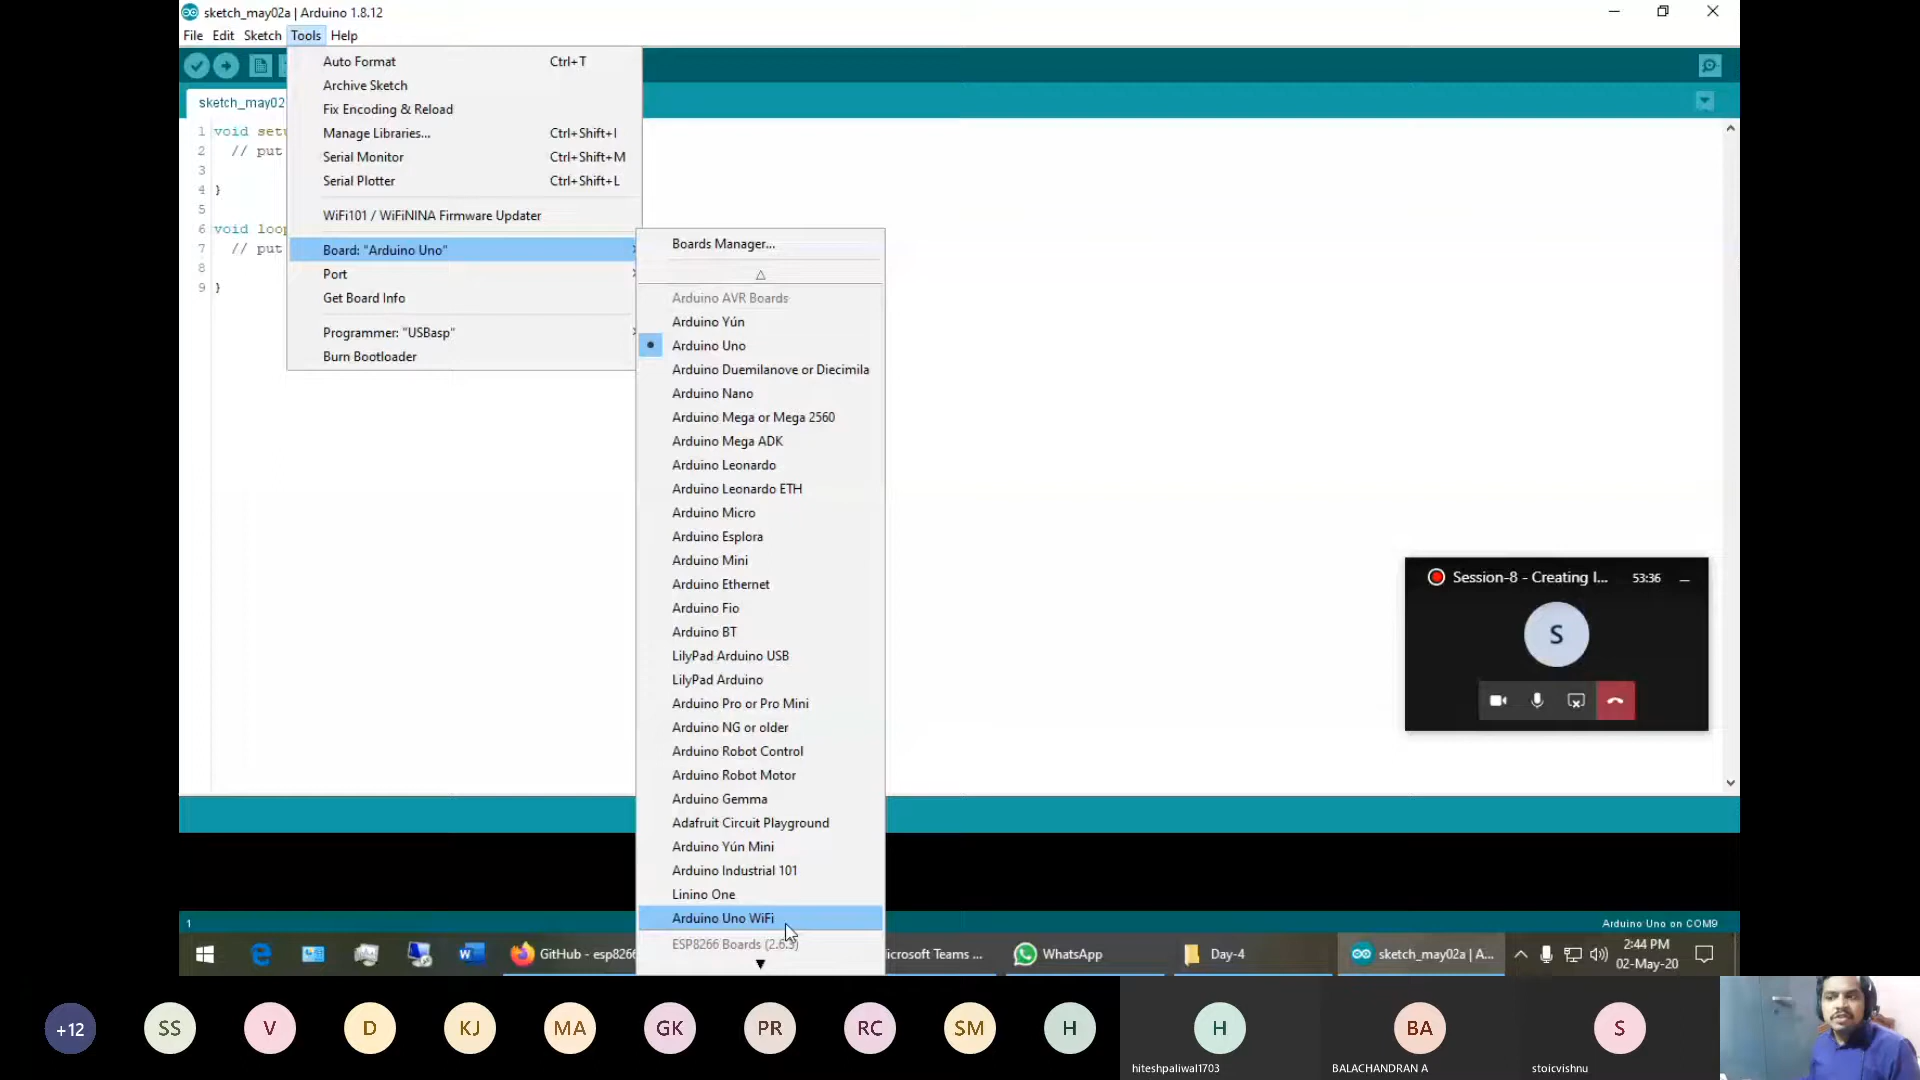 sketch_may02a | Arduino 1.8.12
File Edit Sketch Tools Help
sketch_may02
1 void setu
2 // put
3
4 }
5
6 void loop
7 // put
8
9 }
Auto Format Ctrl+T
Archive Sketch
Fix Encoding & Reload
Manage Libraries... Ctrl+Shift+I
Serial Monitor Ctrl+Shift+M
Serial Plotter Ctrl+Shift+L
WiFi101 / WiFiNINA Firmware Updater
Board: "Arduino Uno"
Port
Get Board Info
Programmer: "USBasp"
Burn Bootloader
Boards Manager...
Arduino AVR Boards
Arduino Yún
Arduino Uno
Arduino Duemilanove or Diecimila
Arduino Nano
Arduino Mega or Mega 2560
Arduino Mega ADK
Arduino Leonardo
Arduino Leonardo ETH
Arduino Micro
Arduino Esplora
Arduino Mini
Arduino Ethernet
Arduino Fio
Arduino BT
LilyPad Arduino USB
LilyPad Arduino
Arduino Pro or Pro Mini
Arduino NG or older
Arduino Robot Control
Arduino Robot Motor
Arduino Gemma
Adafruit Circuit Playground
Arduino Yún Mini
Arduino Industrial 101
Linino One
Arduino Uno WiFi
ESP8266 Boards (2.6.3)
Session-8 - Creating I... 53:36
S
1 Arduino Uno on COM9
GitHub - esp8266 icrosoft Teams ... WhatsApp Day-4 sketch_may02a | A...
2:44 PM
02-May-20
+12 SS V D KJ MA GK PR RC SM H H BA S
hiteshpaliwal1703 BALACHANDRAN A stoicvishnu